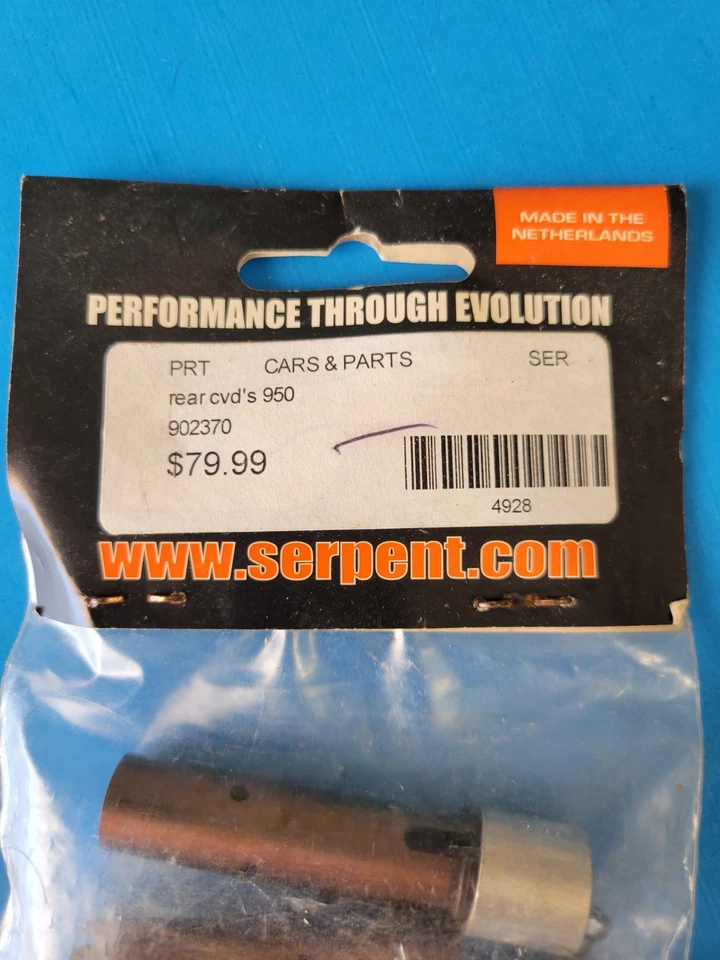 MADE IN THE
NETHERLANDS
PERFORMANCE THROUGH EVOLUTION
PRT CARS & PARTS SER
rear cvd's 950
902370
$79.99
4928
www.serpent.com